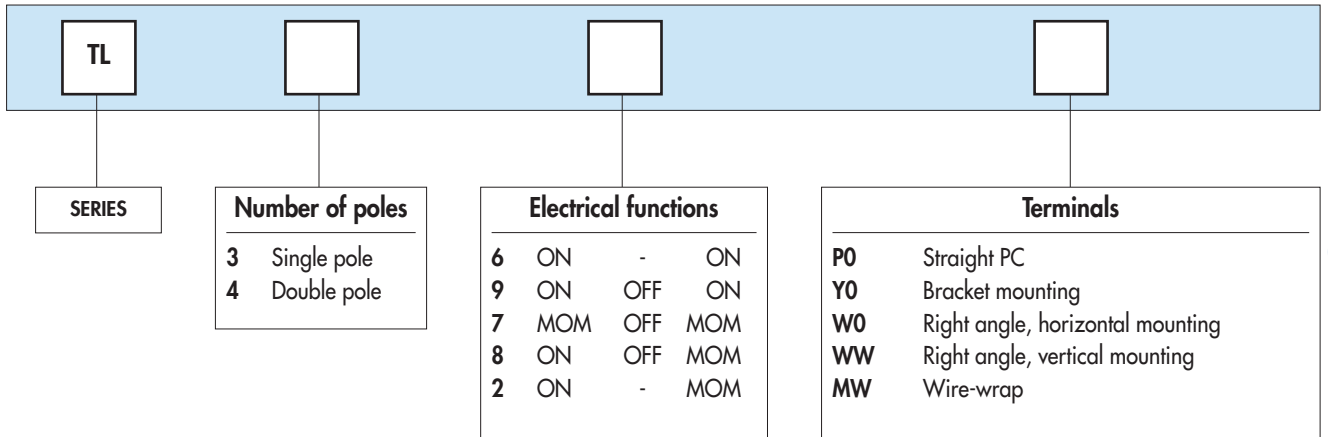 TL
SERIES
Number of poles
3 Single pole
4 Double pole
Electrical functions
6 ON - ON
9 ON OFF ON
7 MOM OFF MOM
8 ON OFF MOM
2 ON - MOM
Terminals
P0 Straight PC
Y0 Bracket mounting
W0 Right angle, horizontal mounting
WW Right angle, vertical mounting
MW Wire-wrap